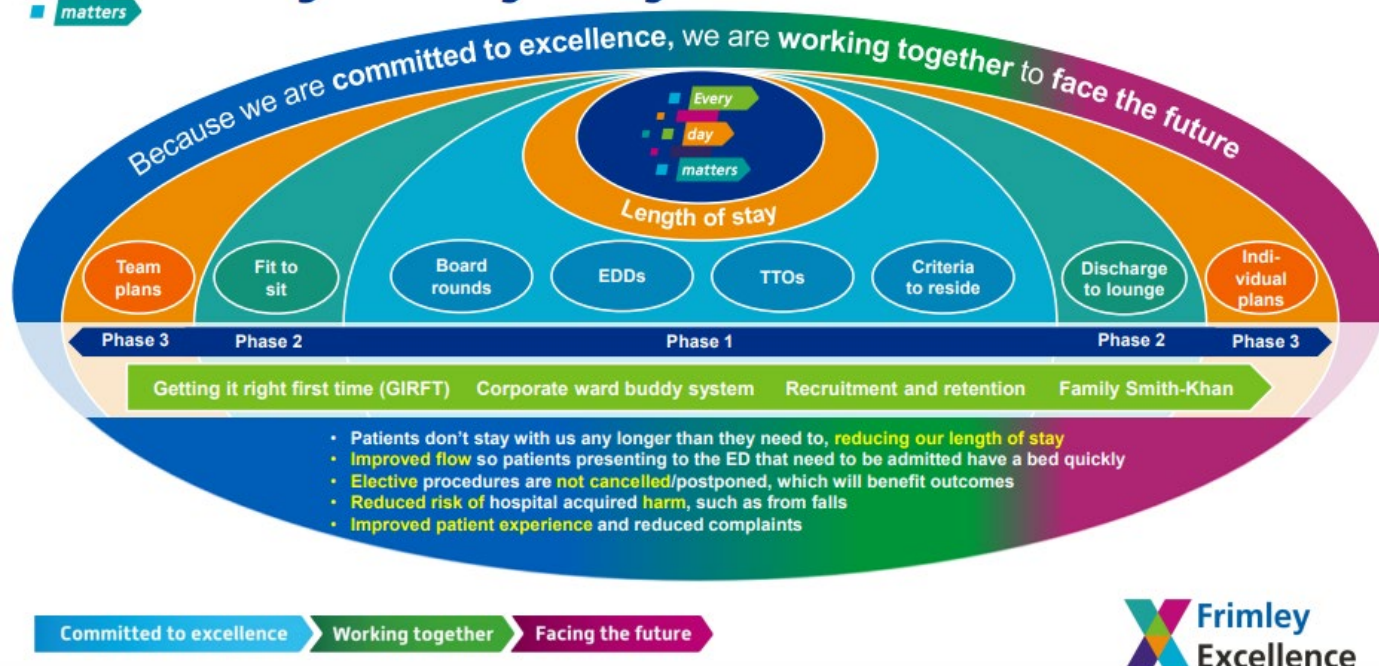 matters
Because we are committed to excellence, we are working together to face the future
Every
day
matters
Length of stay
Team
plans
Fit to
sit
Board
rounds
EDDs
TTOs
Criteria
to reside
Discharge
to lounge
Indi-
vidual
plans
Phase 3
Phase 2
Phase 1
Phase 2
Phase 3
Getting it right first time (GIRFT) Corporate ward buddy system Recruitment and retention Family Smith-Khan
• Patients don't stay with us any longer than they need to, reducing our length of stay
• Improved flow so patients presenting to the ED that need to be admitted have a bed quickly
• Elective procedures are not cancelled/postponed, which will benefit outcomes
• Reduced risk of hospital acquired harm, such as from falls
• Improved patient experience and reduced complaints
Committed to excellence Working together Facing the future
Frimley
Excellence